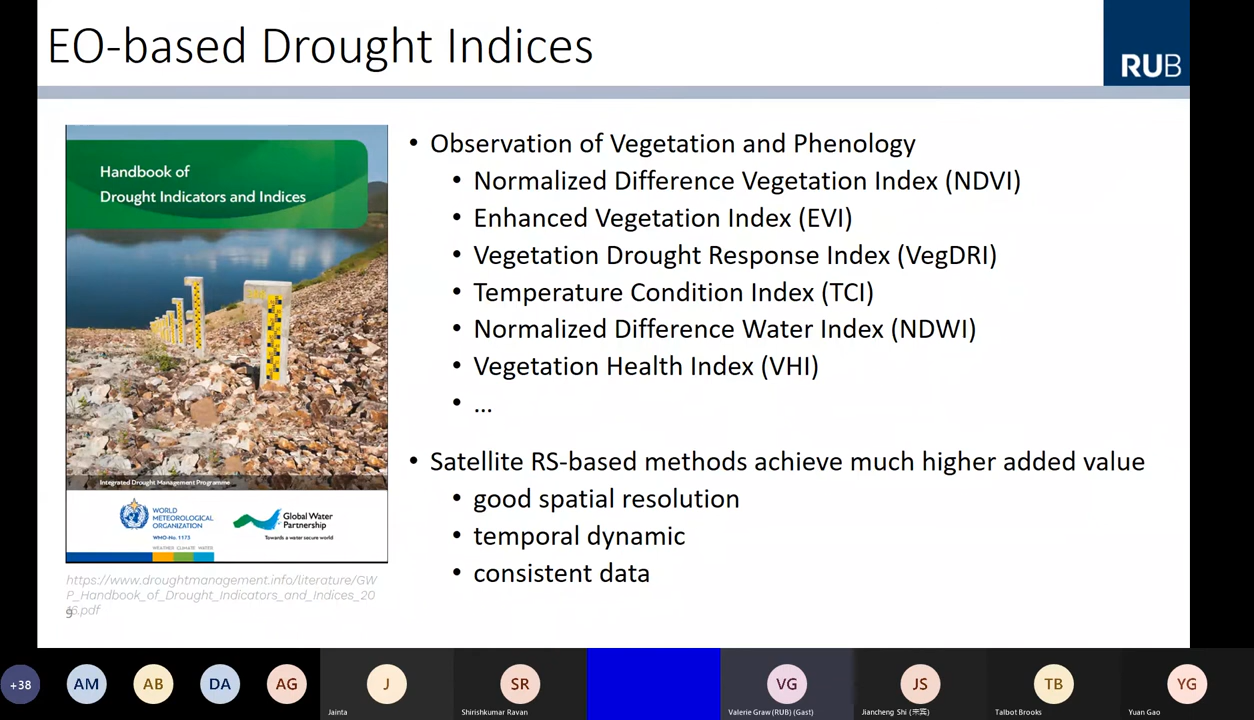 EO-based Drought Indices
RUB
Handbook of
Drought Indicators and Indices
Integrated Drought Management Programme
WORLD
METEOROLOGICAL
ORGANIZATION
WMO-No. 1173
WEATHER CLIMATE WATER
Global Water
Partnership
Towards a water secure world
https://www.droughtmanagement.info/literature/GW
P_Handbook_of_Drought_Indicators_and_Indices_20
16.pdf
9
• Observation of Vegetation and Phenology
• Normalized Difference Vegetation Index (NDVI)
• Enhanced Vegetation Index (EVI)
• Vegetation Drought Response Index (VegDRI)
• Temperature Condition Index (TCI)
• Normalized Difference Water Index (NDWI)
• Vegetation Health Index (VHI)
• ...
• Satellite RS-based methods achieve much higher added value
• good spatial resolution
• temporal dynamic
• consistent data
+38
AM
AB
DA
AG
J
Jainta
SR
Shirishkumar Ravan
VG
Valerie Graw (RUB) (Gast)
JS
Jiancheng Shi
TB
Talbot Brooks
YG
Yuan Gao